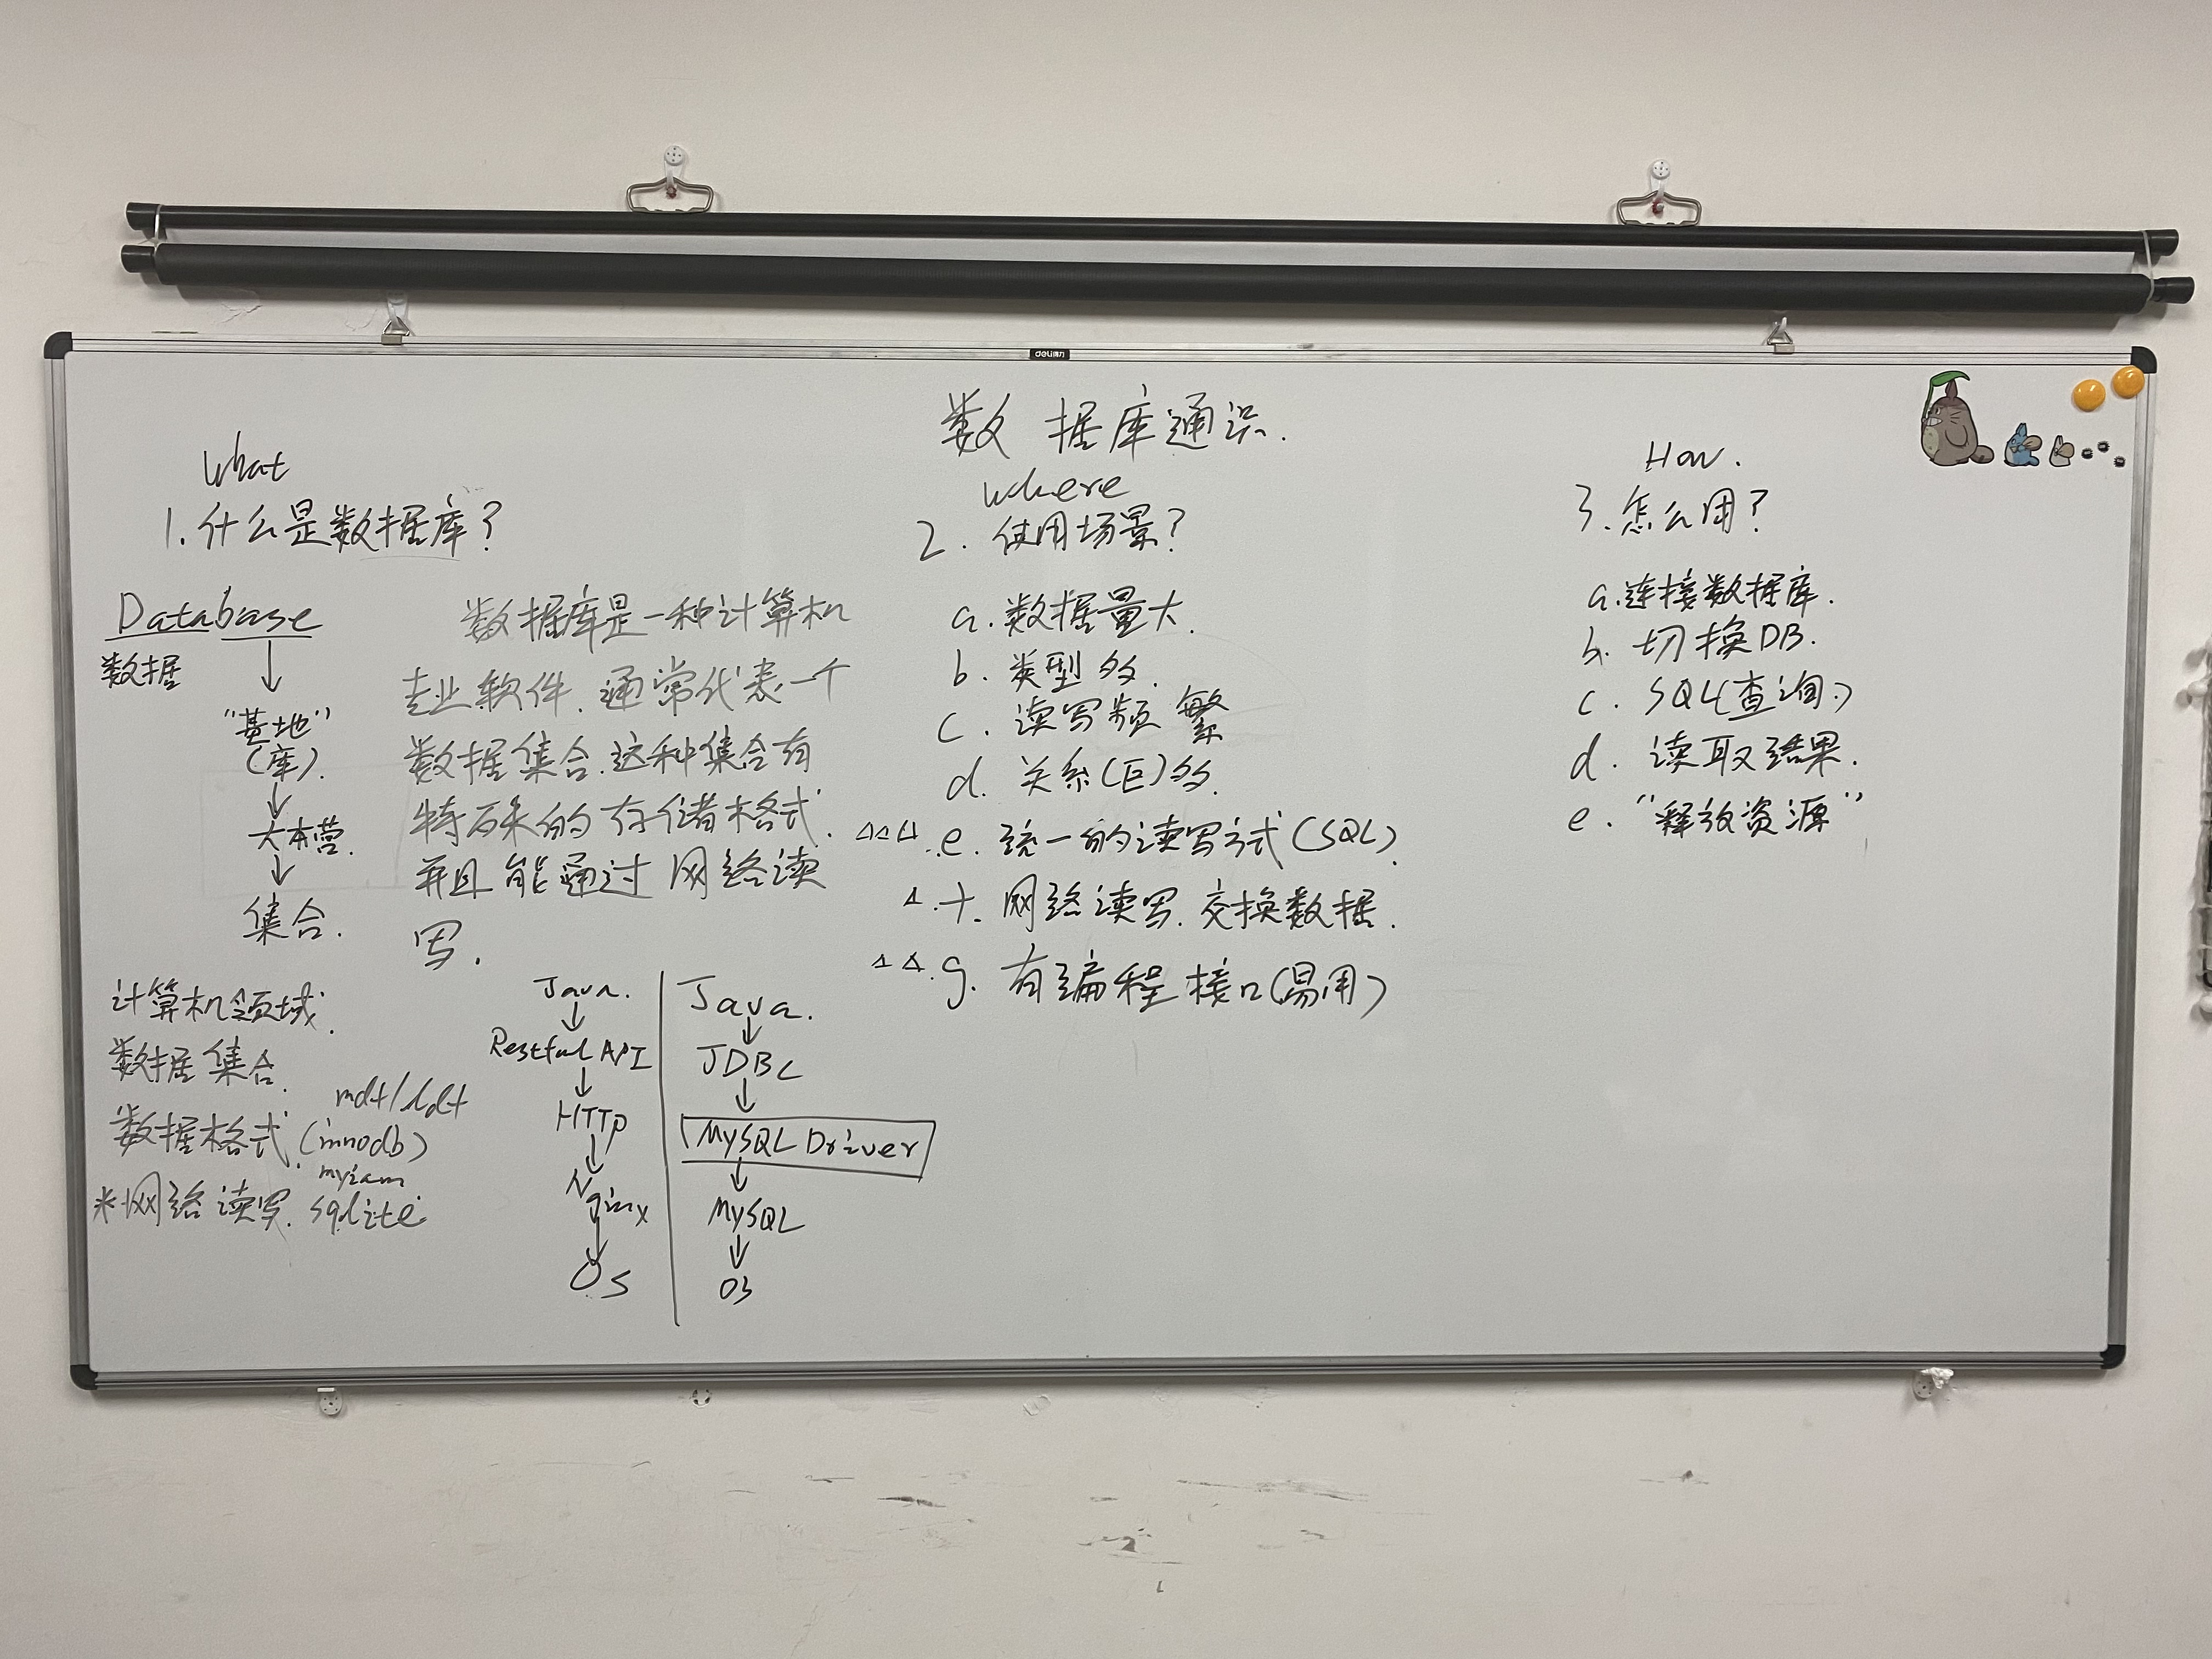 deli得力
数据库通识.
What
1.什么是数据库?
Database
数据
"基地"
(库).
大本营.
集合.
数据库是一种计算机
专业软件.通常代表一个
数据集合.这种集合有
特殊的存储格式.
并且能通过网络读
写.
计算机领域.
数据集合.
数据格式.(innodb)
myisam
*网络读写. sqlite
Java.
Restful API
HTTP
Nginx
OS
Java.
JDBC
MySQL Driver
MySQL
OS
Where
2. 使用场景?
a. 数据量大.
b. 类型多.
c. 读写频繁
d. 关系(E)多.
△△△.e. 统一的读写方式(SQL).
△.f. 网络读写.交换数据.
△△.g. 有编程接口(易用)
How.
3.怎么用?
a.连接数据库.
b. 切换DB.
c. SQL(查询)
d. 读取结果.
e. "释放资源"